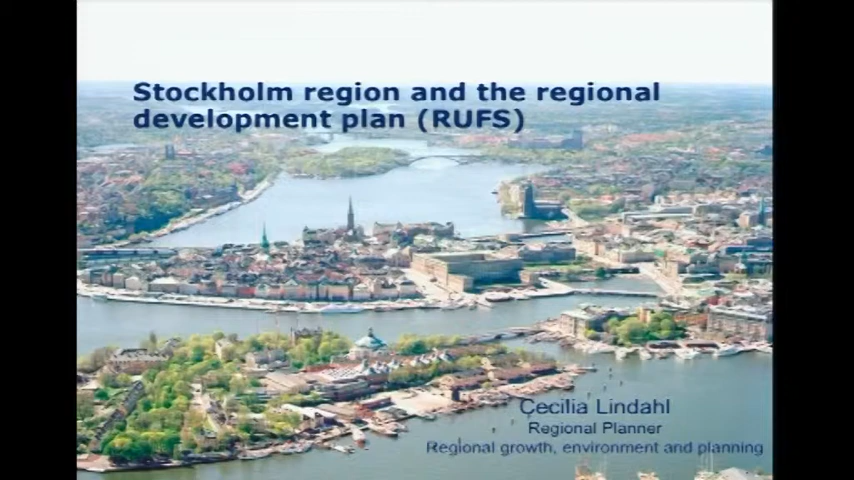 Stockholm region and the regional
development plan (RUFS)
Cecilia Lindahl
Regional Planner
Regional growth, environment and planning